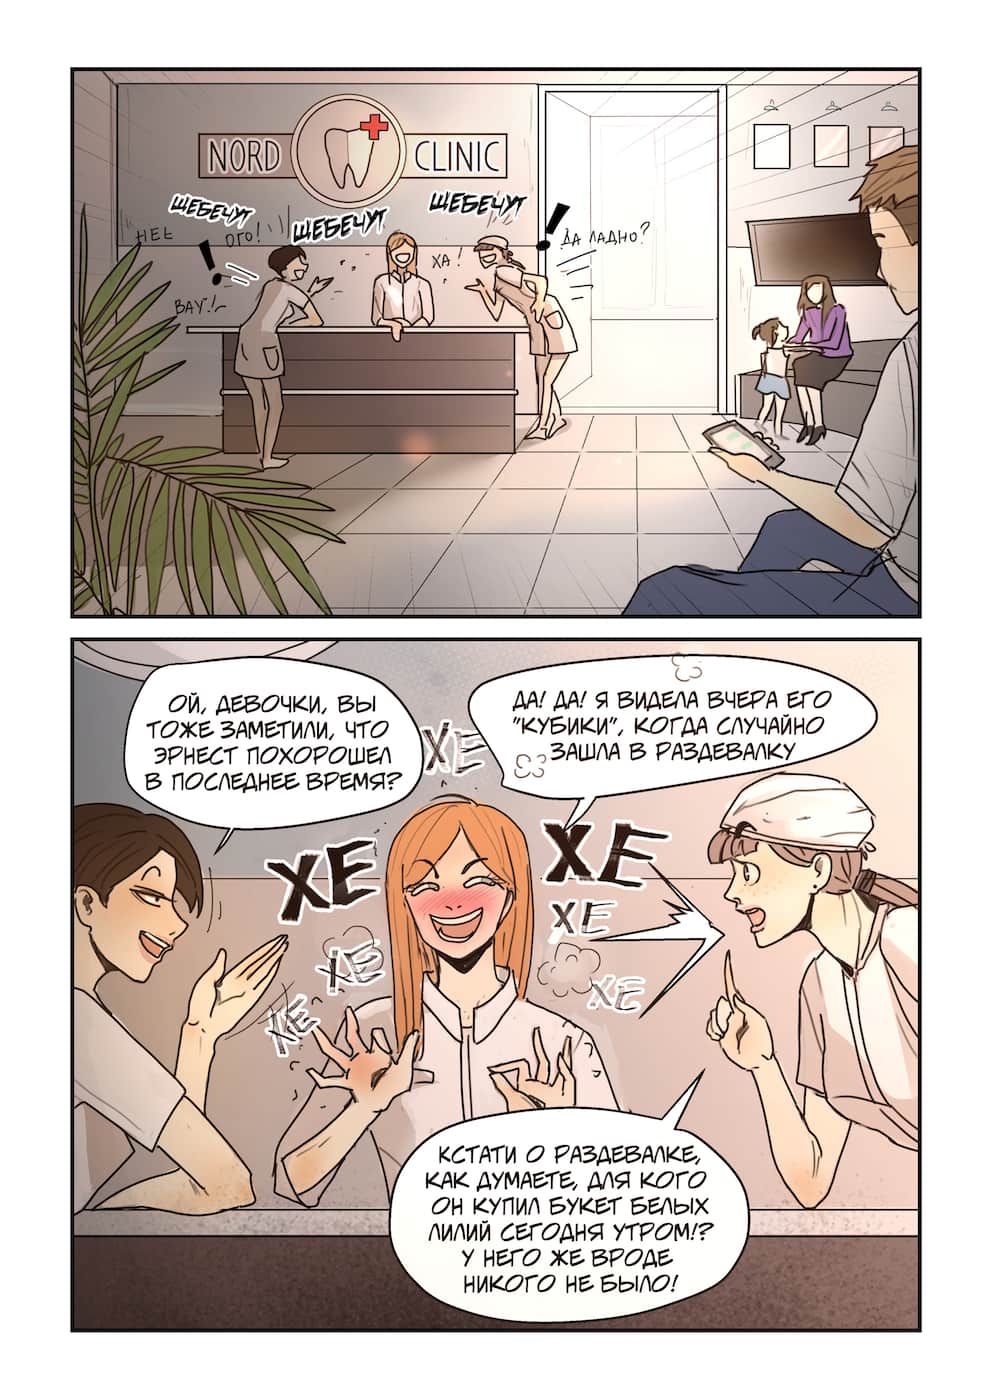 NORD CLINIC
ЩЕБЕЧУТ
ЩЕБЕЧУТ
ЩЕБЕЧУТ
НЕЕ
ОГО!
ХА!
ДА ЛАДНО?
ВАУ!
ОЙ, ДЕВОЧКИ, ВЫ
ТОЖЕ ЗАМЕТИЛИ, ЧТО
ЭРНЕСТ ПОХОРОШЕЛ
В ПОСЛЕДНЕЕ ВРЕМЯ?
ДА! ДА! Я ВИДЕЛА ВЧЕРА ЕГО
"КУБИКИ", КОГДА СЛУЧАЙНО
ЗАШЛА В РАЗДЕВАЛКУ
ХЕ
ХЕ
ХЕ
ХЕ
ХЕ
ХЕ
ХЕ
КСТАТИ О РАЗДЕВАЛКЕ,
КАК ДУМАЕТЕ, ДЛЯ КОГО
ОН КУПИЛ БУКЕТ БЕЛЫХ
ЛИЛИЙ СЕГОДНЯ УТРОМ!?
У НЕГО ЖЕ ВРОДЕ
НИКОГО НЕ БЫЛО!